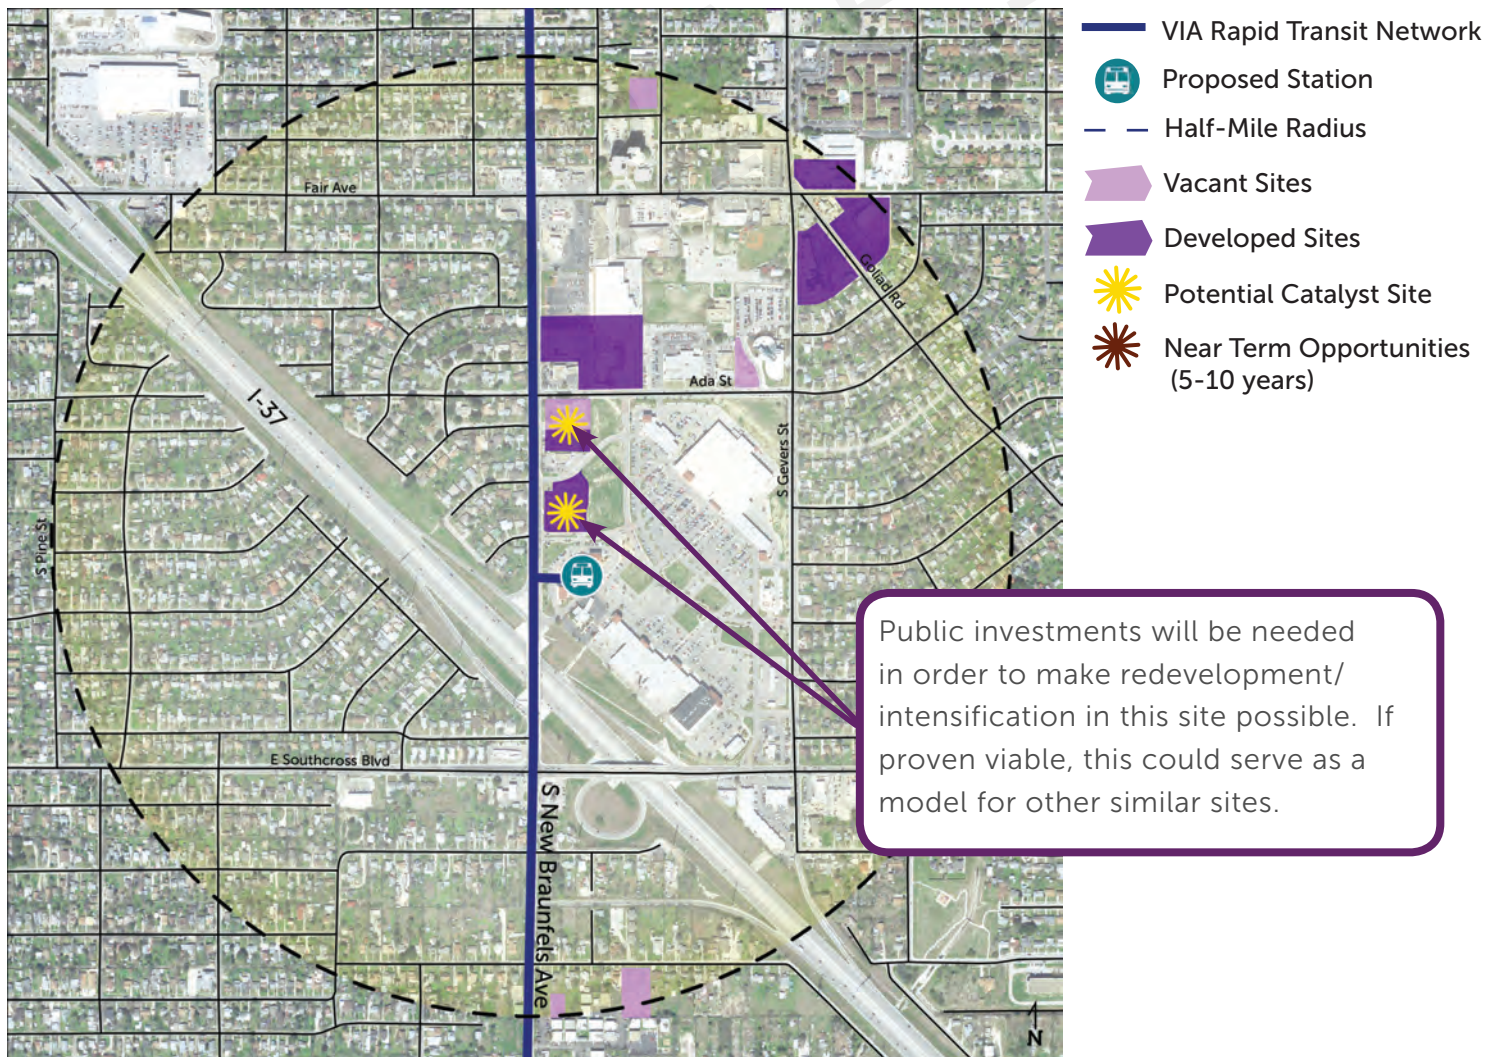 VIA Rapid Transit Network
Proposed Station
Half-Mile Radius
Vacant Sites
Developed Sites
Potential Catalyst Site
Near Term Opportunities
(5-10 years)
Fair Ave
Goliad Rd
I-37
Ada St
S Gevers St
S Pine St
E Southcross Blvd
S New Braunfels Ave
Public investments will be needed
in order to make redevelopment/
intensification in this site possible. If
proven viable, this could serve as a
model for other similar sites.
N